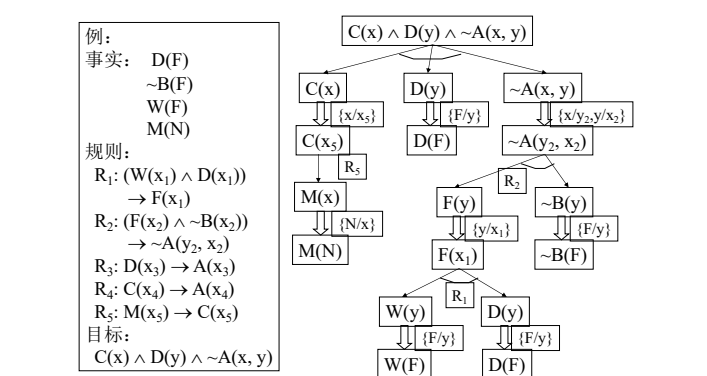 例：
事实： D(F)
~B(F)
W(F)
M(N)
规则：
R₁: (W(x₁) ∧ D(x₁))
→ F(x₁)
R₂: (F(x₂) ∧ ~B(x₂))
→ ~A(y₂, x₂)
R₃: D(x₃) → A(x₃)
R₄: C(x₄) → A(x₄)
R₅: M(x₅) → C(x₅)
目标：
C(x) ∧ D(y) ∧ ~A(x, y)
C(x) ∧ D(y) ∧ ~A(x, y)
C(x) D(y) ~A(x, y)
{x/x₅} {F/y} {x/y₂,y/x₂}
C(x₅) D(F) ~A(y₂, x₂)
R₅ R₂
M(x) F(y) ~B(y)
{N/x} {y/x₁} {F/y}
M(N) F(x₁) ~B(F)
R₁
W(y) D(y)
{F/y} {F/y}
W(F) D(F)